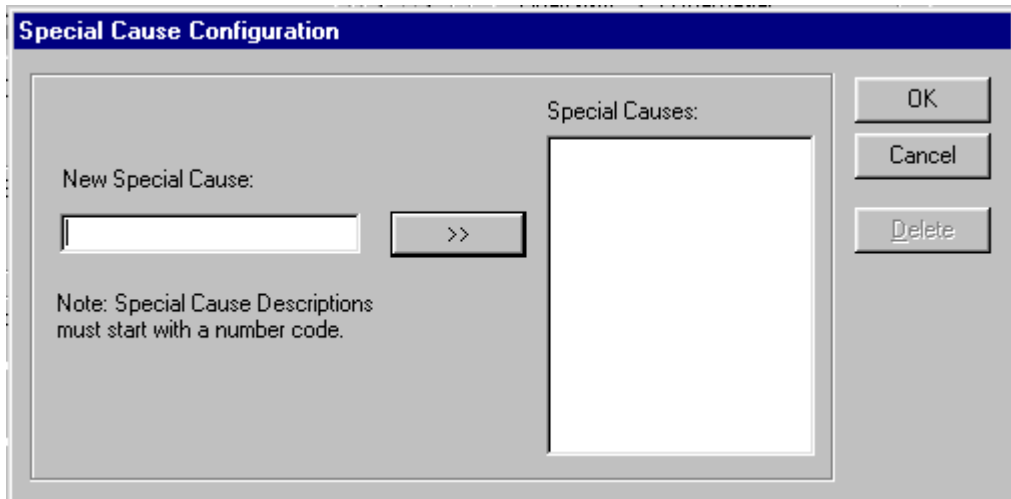 Special Cause Configuration
Special Causes:
OK
Cancel
New Special Cause:
>>
Delete
Note: Special Cause Descriptions
must start with a number code.